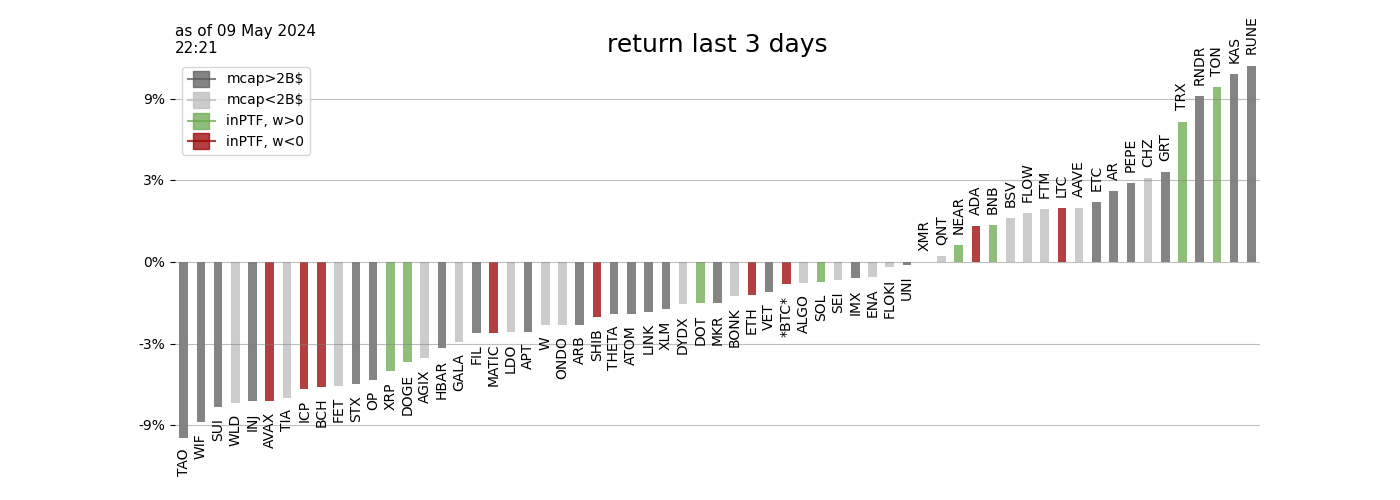 as of 09 May 2024
22:21
return last 3 days
mcap>2B$
mcap<2B$
inPTF, w>0
inPTF, w<0
9%
3%
0%
-3%
-9%
TAO
WIF
SUI
WLD
INJ
AVAX
TIA
ICP
BCH
FET
STX
OP
XRP
DOGE
AGIX
HBAR
GALA
FIL
MATIC
LDO
APT
W
ONDO
ARB
SHIB
THETA
ATOM
LINK
XLM
DYDX
DOT
MKR
BONK
ETH
VET
*BTC*
ALGO
SOL
SEI
IMX
ENA
FLOKI
UNI
XMR
QNT
NEAR
ADA
BNB
BSV
FLOW
FTM
LTC
AAVE
ETC
AR
PEPE
CHZ
GRT
TRX
RNDR
TON
KAS
RUNE